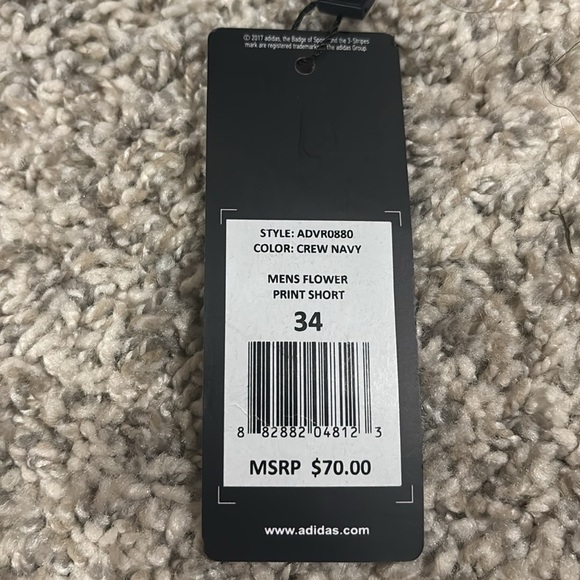 © 2017 adidas, the Badge of Sport and the 3-Stripes
mark are registered trademarks of the adidas Group.
STYLE: ADVR0880
COLOR: CREW NAVY
MENS FLOWER
PRINT SHORT
34
8 82882 04812 3
MSRP $70.00
www.adidas.com